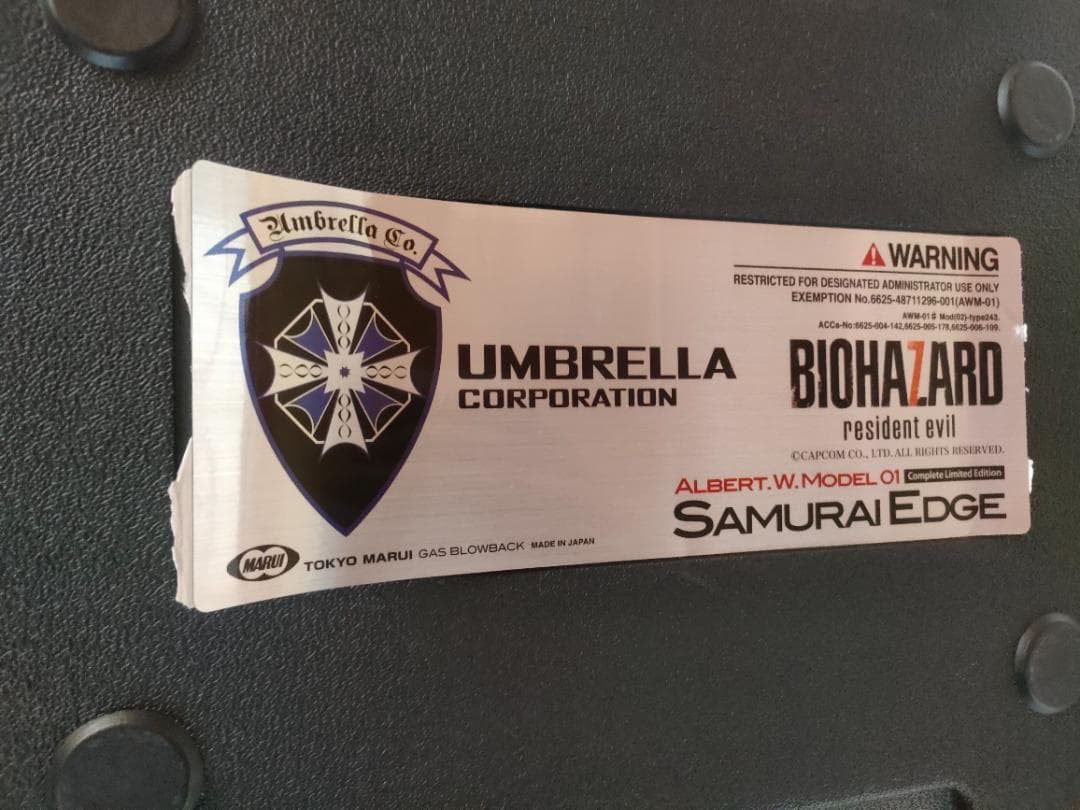 Umbrella Co.
UMBRELLA
CORPORATION
MARUI TOKYO MARUI GAS BLOWBACK MADE IN JAPAN
WARNING
RESTRICTED FOR DESIGNATED ADMINISTRATOR USE ONLY
EXEMPTION No.6625-48711296-001(AWM-01)
AWM-01# Mod(02)-type243.
ACCs-No:6625-004-142,6625-005-178,6625-006-109.
BIOHAZARD
resident evil
©CAPCOM CO., LTD. ALL RIGHTS RESERVED.
ALBERT.W.MODEL 01 Complete Limited Edition
SAMURAI EDGE